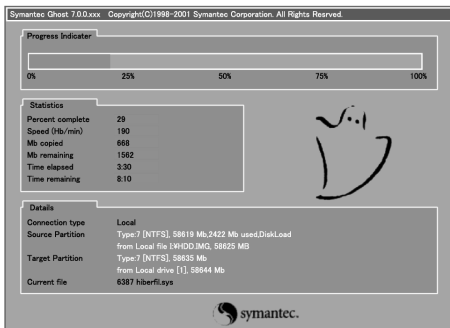 Symantec Ghost 7.0.0.xxx Copyright(C)1998-2001 Symantec Corporation. All Rights Resrved.
Progress Indicater
0% 25% 50% 75% 100%
Statistics
Percent complete 29
Speed (Hb/min) 190
Mb copied 668
Mb remaining 1562
Time elapsed 3:30
Time remaining 8:10
Datails
Connection type Local
Source Partition Type:7 [NTFS], 58619 Mb,2422 Mb used,DiskLoad
from Local file I:¥HDD.IMG, 58625 MB
Target Partition Type:7 [NTFS], 58635 Mb
from Local drive [1], 58644 Mb
Current file 6387 hiberfil.sys
symantec.